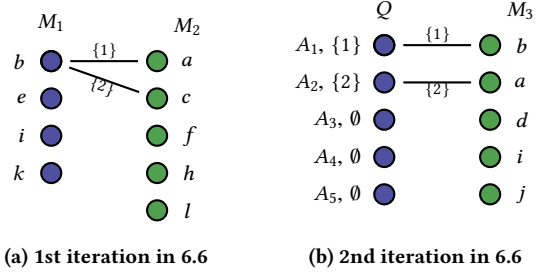 M₁ M₂
b {1} a
e {2} c
i f
k h
l
(a) 1st iteration in 6.6
Q M₃
A₁, {1} {1} b
A₂, {2} {2} a
A₃, ∅ d
A₄, ∅ i
A₅, ∅ j
(b) 2nd iteration in 6.6